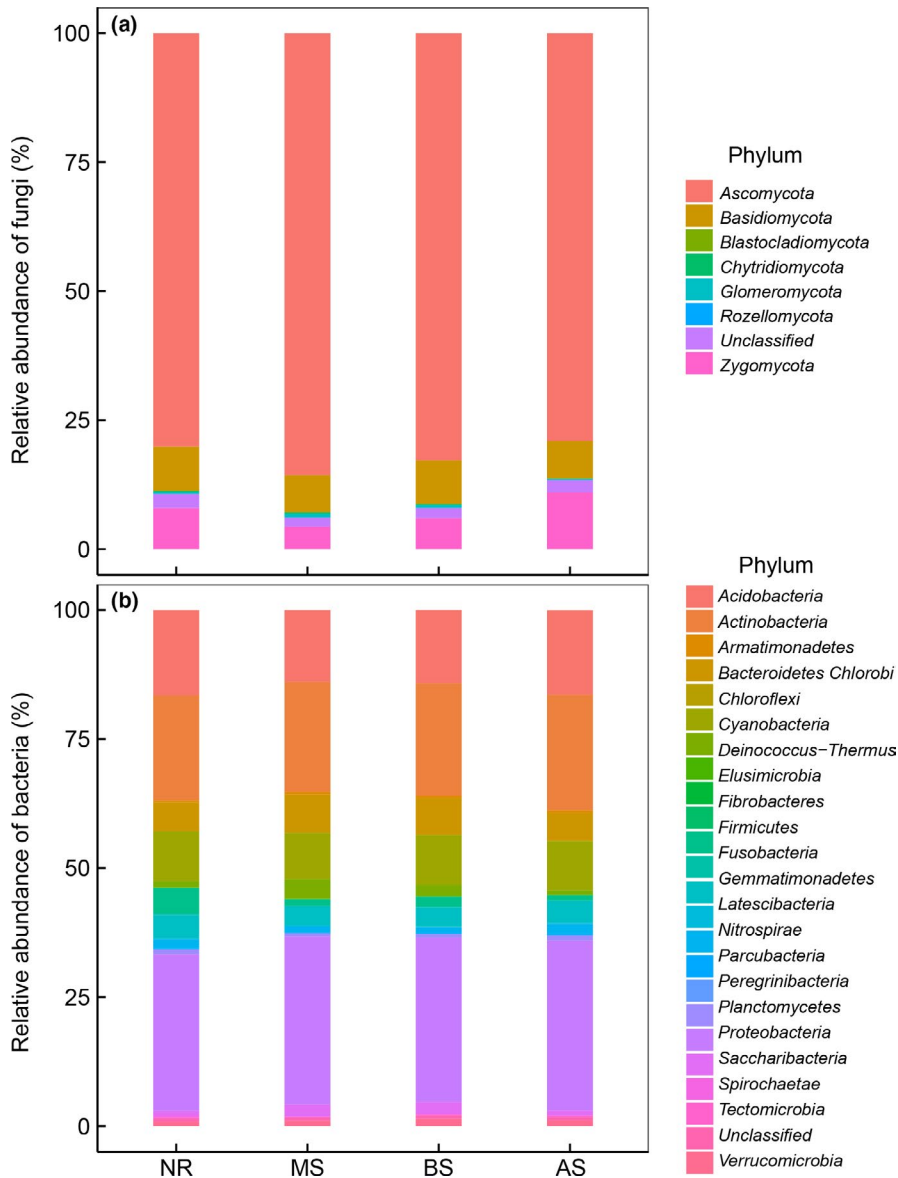 (a)
100
75
50
25
0
Relative abundance of fungi (%)
Phylum
Ascomycota
Basidiomycota
Blastocladiomycota
Chytridiomycota
Glomeromycota
Rozellomycota
Unclassified
Zygomycota
(b)
100
75
50
25
0
Relative abundance of bacteria (%)
NR MS BS AS
Phylum
Acidobacteria
Actinobacteria
Armatimonadetes
Bacteroidetes Chlorobi
Chloroflexi
Cyanobacteria
Deinococcus−Thermus
Elusimicrobia
Fibrobacteres
Firmicutes
Fusobacteria
Gemmatimonadetes
Latescibacteria
Nitrospirae
Parcubacteria
Peregrinibacteria
Planctomycetes
Proteobacteria
Saccharibacteria
Spirochaetae
Tectomicrobia
Unclassified
Verrucomicrobia